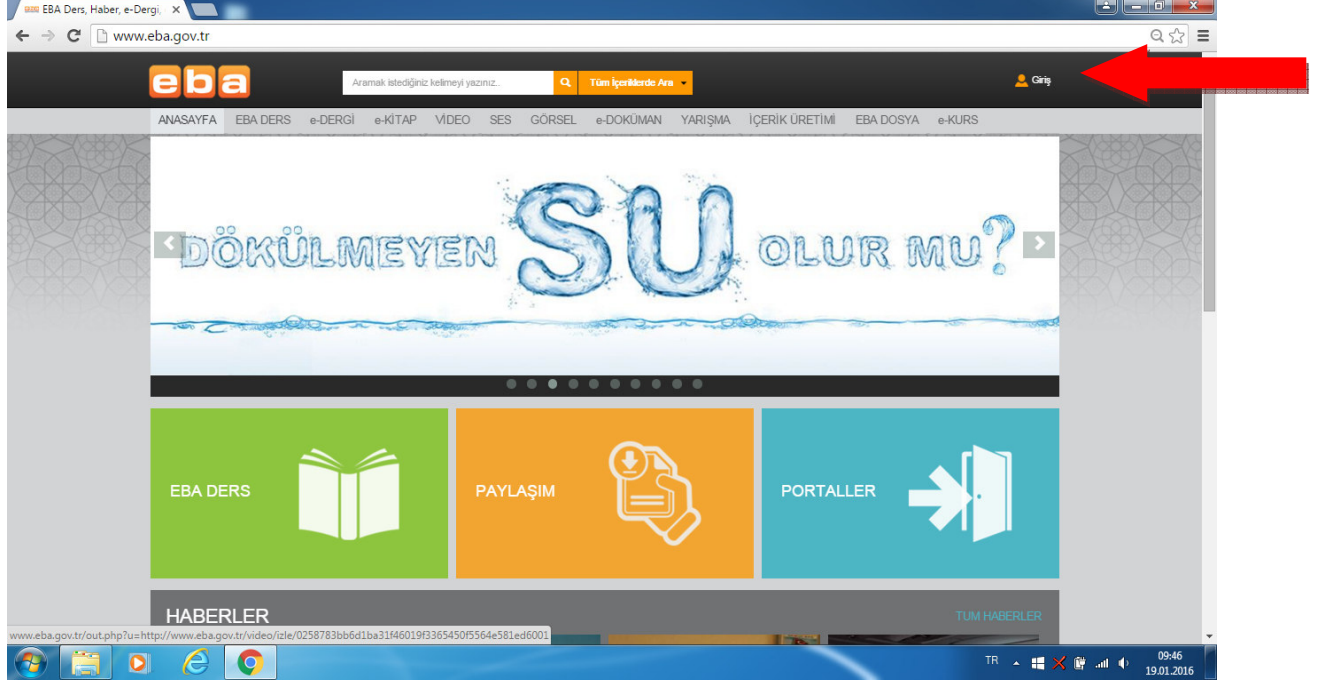 EBA Ders, Haber, e-Dergi,
www.eba.gov.tr
eba
Aramak istediğiniz kelimeyi yazınız..
Tüm İçeriklerde Ara
Giriş
ANASAYFA EBA DERS e-DERGİ e-KİTAP VİDEO SES GÖRSEL e-DOKÜMAN YARIŞMA İÇERİK ÜRETİMİ EBA DOSYA e-KURS
DÖKÜLMEYEN SU OLUR MU?
EBA DERS
PAYLAŞIM
PORTALLER
HABERLER
TÜM HABERLER
www.eba.gov.tr/out.php?u=http://www.eba.gov.tr/video/izle/0258783bb6d1ba31f46019f3365450f5564e581ed6001
TR
09:46
19.01.2016